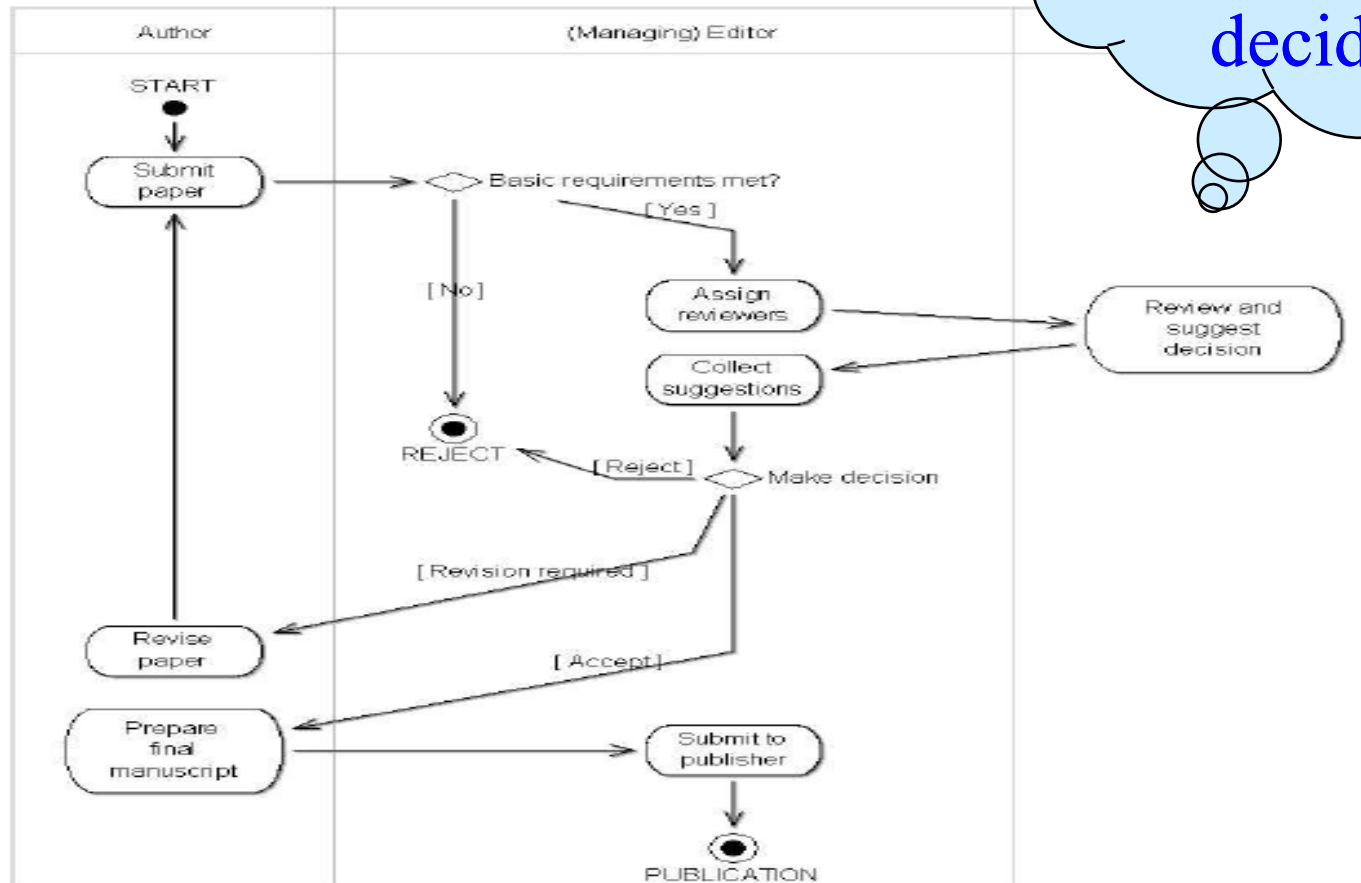 Author
(Managing) Editor
START
Submit
paper
Basic requirements met?
[Yes]
[No]
Assign
reviewers
Review and
suggest
decision
Collect
suggestions
REJECT
[Reject]
Make decision
[Revision required]
Revise
paper
[Accept]
Prepare
final
manuscript
Submit to
publisher
PUBLICATION